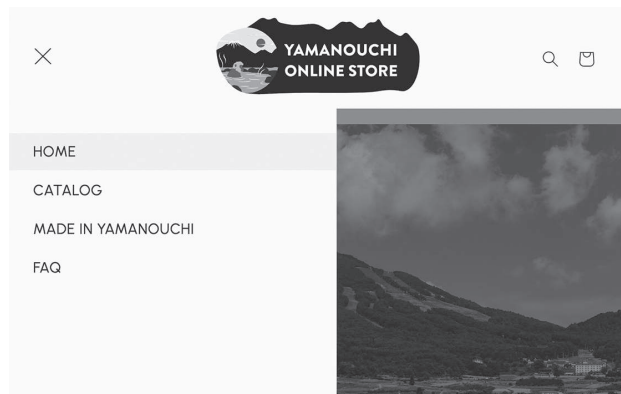 YAMANOUCHI
ONLINE STORE
HOME
CATALOG
MADE IN YAMANOUCHI
FAQ